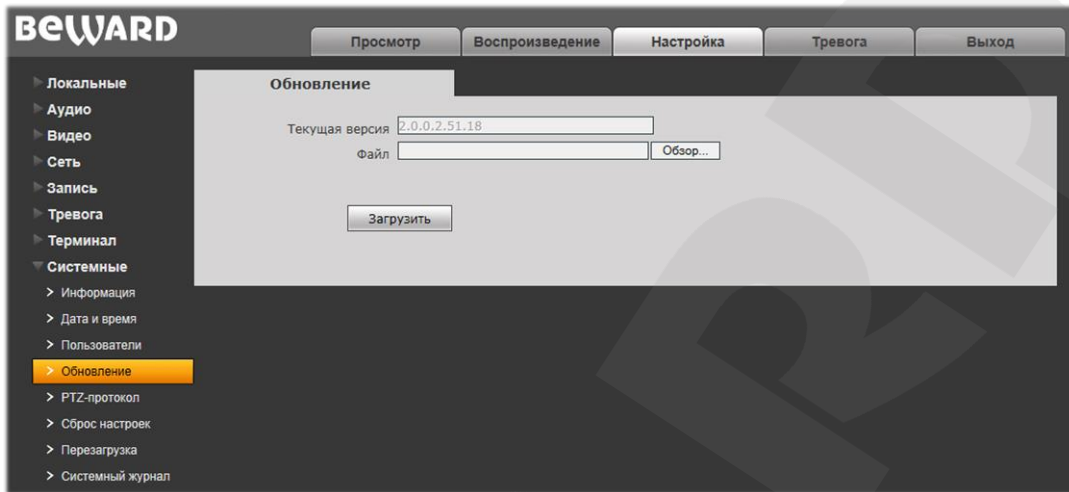 BEWARD
Просмотр Воспроизведение Настройка Тревога Выход
Локальные
Аудио
Видео
Сеть
Запись
Тревога
Терминал
Системные
Информация
Дата и время
Пользователи
Обновление
PTZ-протокол
Сброс настроек
Перезагрузка
Системный журнал
Обновление
Текущая версия 2.0.0.2.51.18
Файл Обзор...
Загрузить